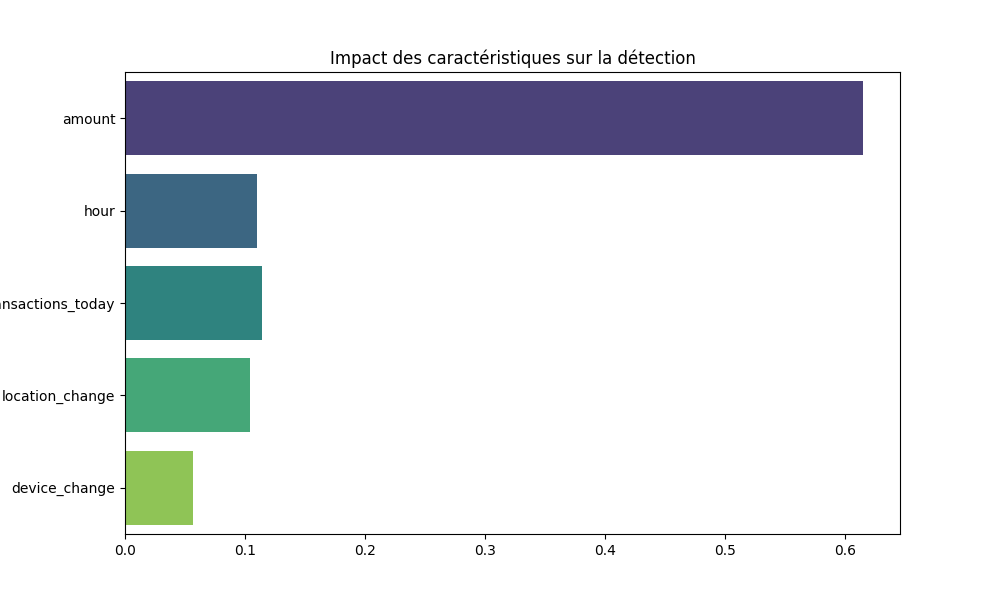 Impact des caractéristiques sur la détection
amount
hour
nsactions_today
location_change
device_change
0.0 0.1 0.2 0.3 0.4 0.5 0.6